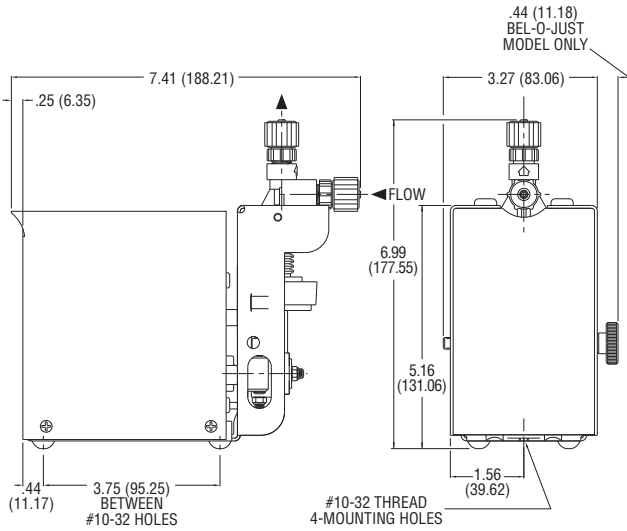 .44 (11.18)
BEL-O-JUST
MODEL ONLY
7.41 (188.21)
3.27 (83.06)
.25 (6.35)
FLOW
6.99
(177.55)
5.16
(131.06)
.44
(11.17)
3.75 (95.25)
BETWEEN
#10-32 HOLES
1.56
(39.62)
#10-32 THREAD
4-MOUNTING HOLES